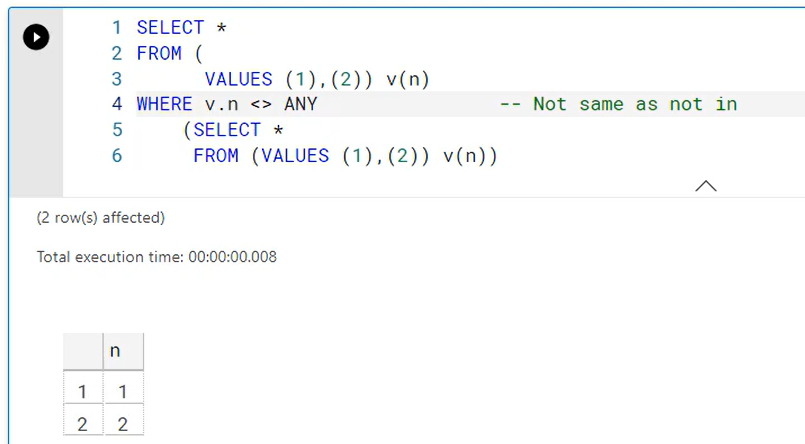 1 SELECT *
2 FROM (
3 VALUES (1),(2)) v(n)
4 WHERE v.n <> ANY -- Not same as not in
5 (SELECT *
6 FROM (VALUES (1),(2)) v(n))
(2 row(s) affected)
Total execution time: 00:00:00.008
n
1 1
2 2